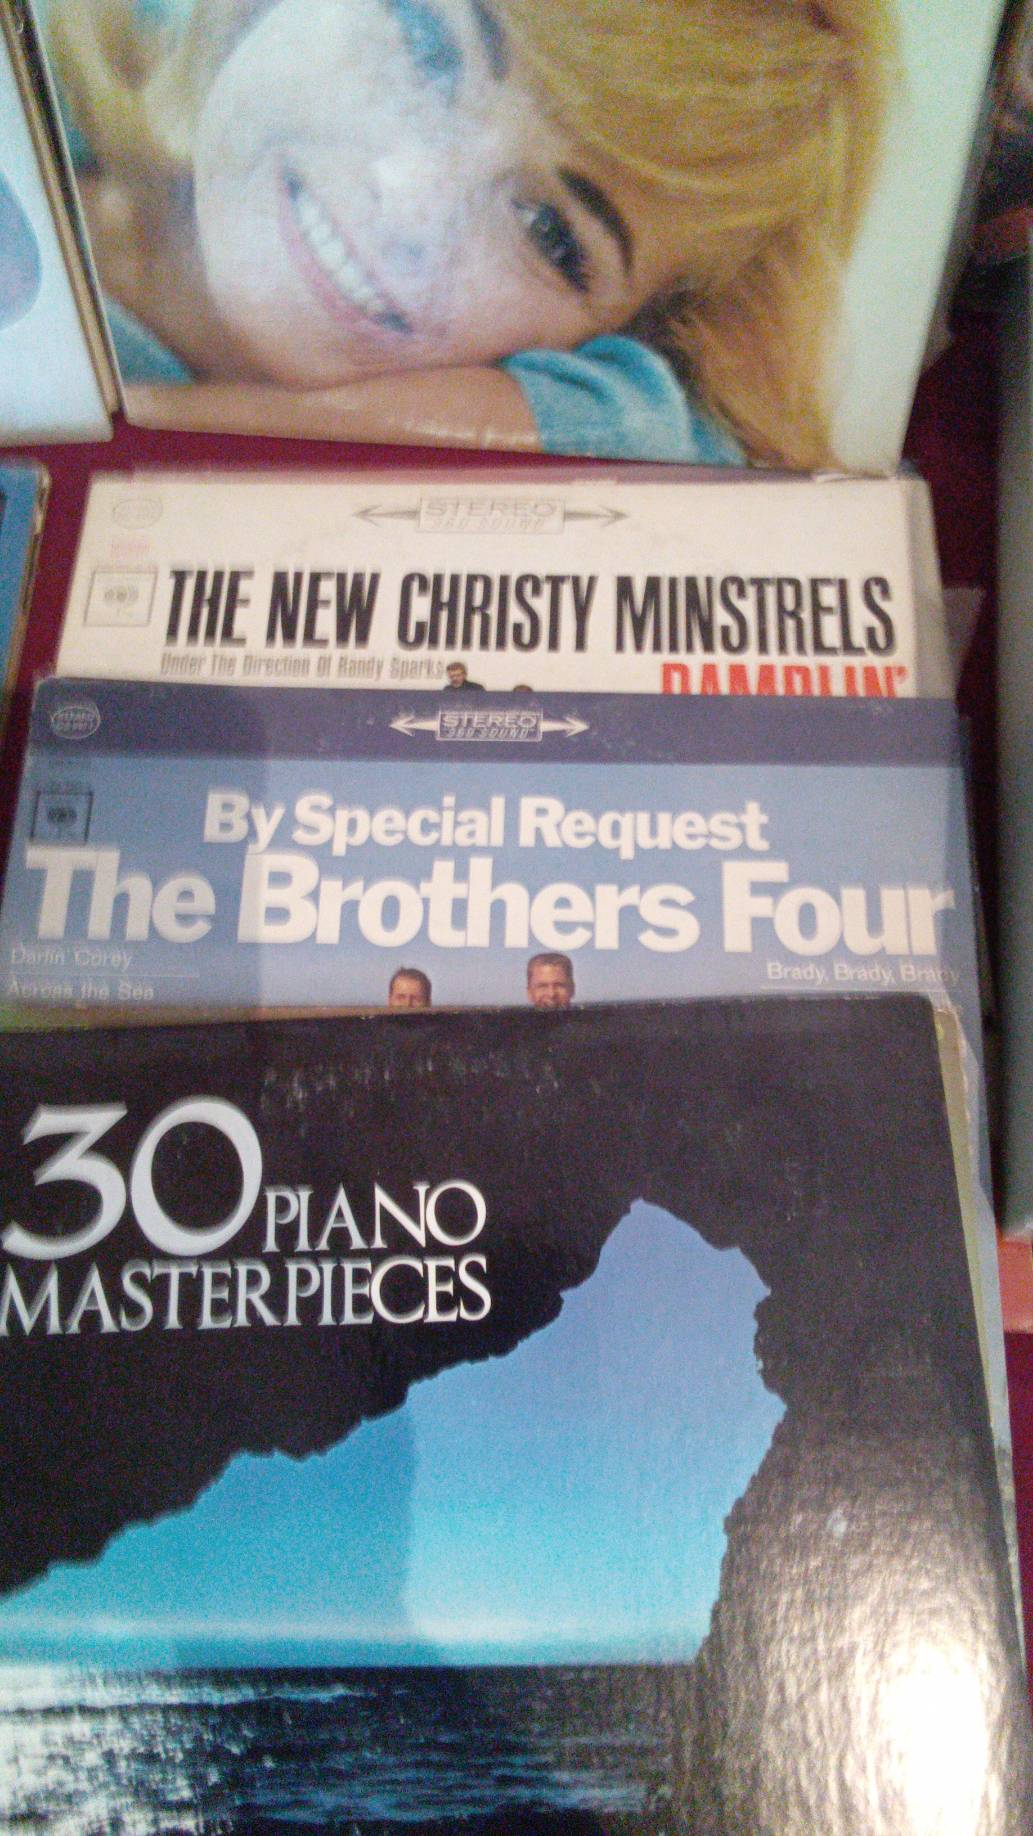 STEREO
360 SOUND
THE NEW CHRISTY MINSTRELS
Under The Direction Of Randy Sparks
RAMBLIN'
STEREO
360 SOUND
By Special Request
The Brothers Four
Darlin' Corey
Brady, Brady, Brady
Across the Sea
30 PIANO
MASTERPIECES